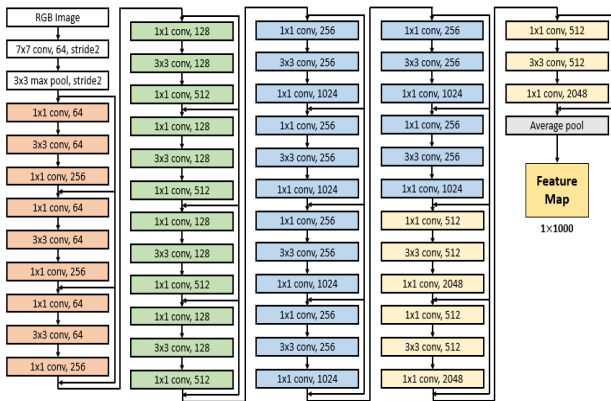 RGB Image
7x7 conv, 64, stride2
3x3 max pool, stride2
1x1 conv, 64
3x3 conv, 64
1x1 conv, 256
1x1 conv, 64
3x3 conv, 64
1x1 conv, 256
1x1 conv, 64
3x3 conv, 64
1x1 conv, 256
1x1 conv, 128
3x3 conv, 128
1x1 conv, 512
1x1 conv, 128
3x3 conv, 128
1x1 conv, 512
1x1 conv, 128
3x3 conv, 128
1x1 conv, 512
1x1 conv, 128
3x3 conv, 128
1x1 conv, 512
1x1 conv, 256
3x3 conv, 256
1x1 conv, 1024
1x1 conv, 256
3x3 conv, 256
1x1 conv, 1024
1x1 conv, 256
3x3 conv, 256
1x1 conv, 1024
1x1 conv, 256
3x3 conv, 256
1x1 conv, 1024
1x1 conv, 256
3x3 conv, 256
1x1 conv, 1024
1x1 conv, 256
3x3 conv, 256
1x1 conv, 1024
1x1 conv, 512
3x3 conv, 512
1x1 conv, 2048
1x1 conv, 512
3x3 conv, 512
1x1 conv, 2048
1x1 conv, 512
3x3 conv, 512
1x1 conv, 2048
Average pool
Feature
Map
1×1000